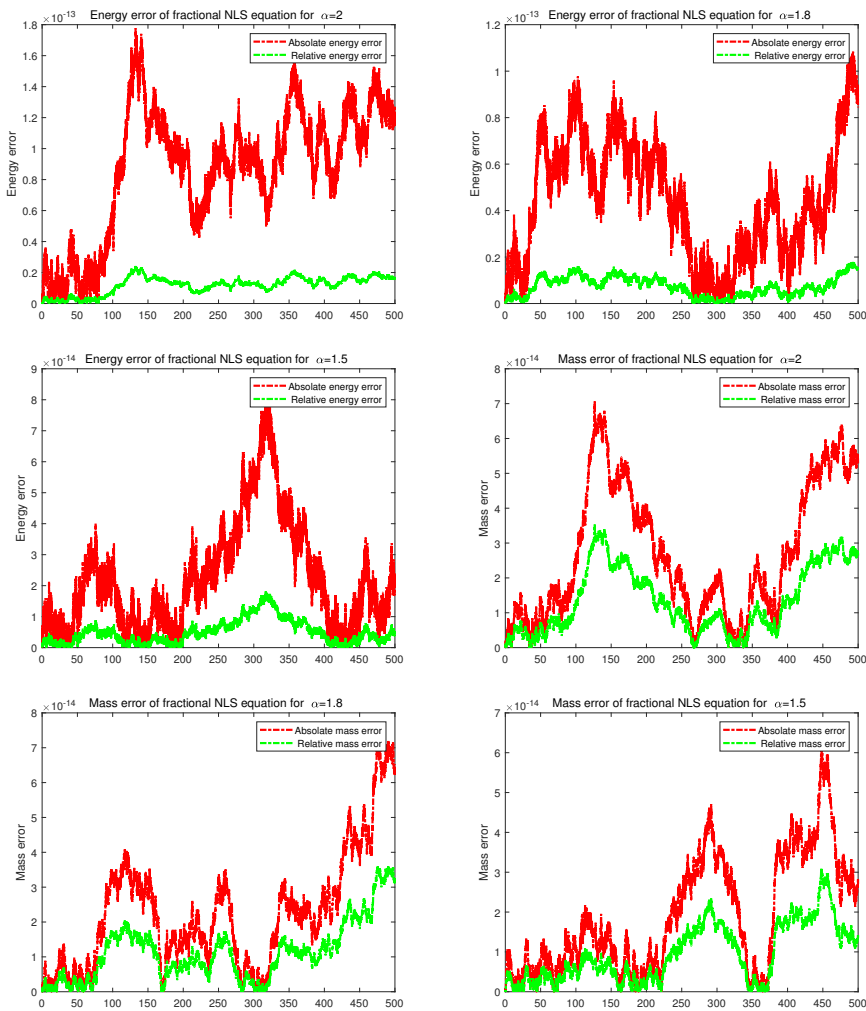 Energy error of fractional NLS equation for α=2
×10⁻¹³
Absolute energy error
Relative energy error
Energy error
1.8
1.6
1.4
1.2
1
0.8
0.6
0.4
0.2
0
0 50 100 150 200 250 300 350 400 450 500
Energy error of fractional NLS equation for α=1.8
×10⁻¹³
Absolute energy error
Relative energy error
Energy error
1.2
1
0.8
0.6
0.4
0.2
0
0 50 100 150 200 250 300 350 400 450 500
Energy error of fractional NLS equation for α=1.5
×10⁻¹⁴
Absolute energy error
Relative energy error
Energy error
9
8
7
6
5
4
3
2
1
0
0 50 100 150 200 250 300 350 400 450 500
Mass error of fractional NLS equation for α=2
×10⁻¹⁴
Absolute mass error
Relative mass error
Mass error
8
7
6
5
4
3
2
1
0
0 50 100 150 200 250 300 350 400 450 500
Mass error of fractional NLS equation for α=1.8
×10⁻¹⁴
Absolute mass error
Relative mass error
Mass error
8
7
6
5
4
3
2
1
0
0 50 100 150 200 250 300 350 400 450 500
Mass error of fractional NLS equation for α=1.5
×10⁻¹⁴
Absolute mass error
Relative mass error
Mass error
7
6
5
4
3
2
1
0
0 50 100 150 200 250 300 350 400 450 500